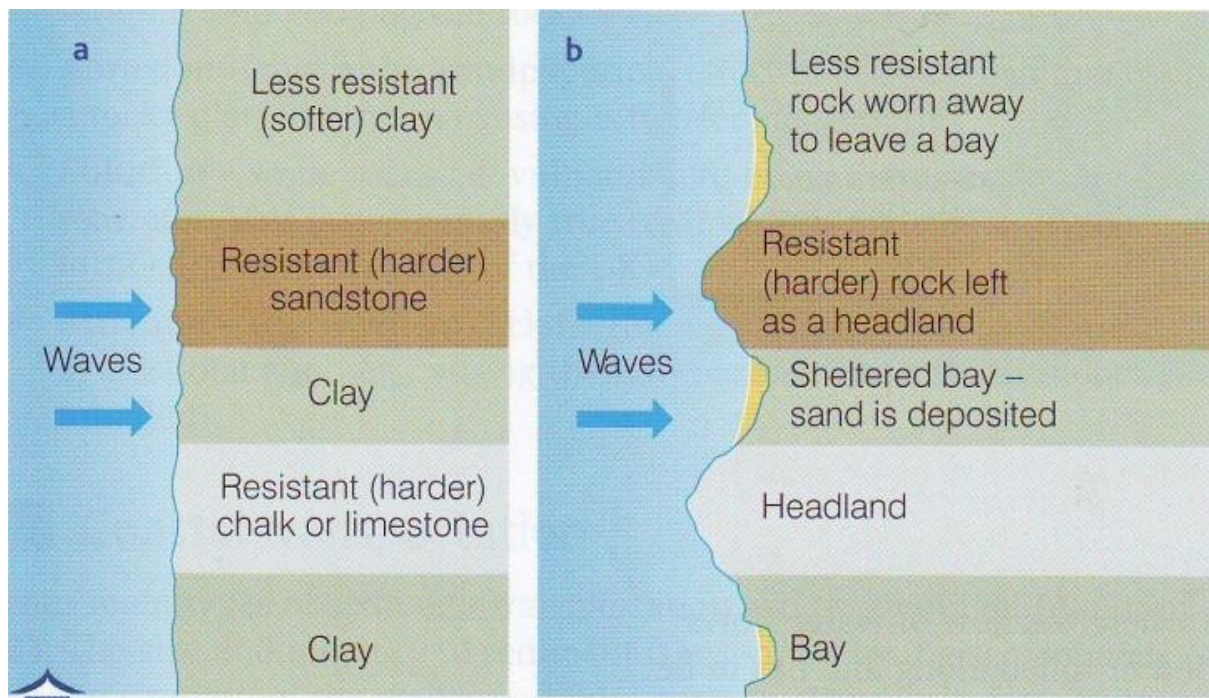 a
Less resistant
(softer) clay
Resistant (harder)
sandstone
Waves
Clay
Resistant (harder)
chalk or limestone
Clay
b
Less resistant
rock worn away
to leave a bay
Resistant
(harder) rock left
as a headland
Waves
Sheltered bay –
sand is deposited
Headland
Bay